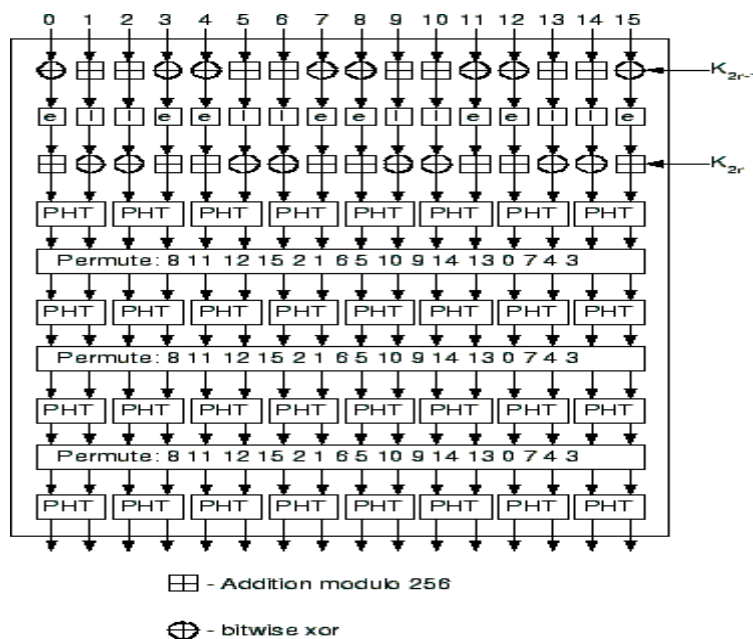 0 1 2 3 4 5 6 7 8 9 10 11 12 13 14 15
K2r-1
e l l e e l l e e l l e e l l e
K2r
PHT PHT PHT PHT PHT PHT PHT PHT
Permute: 8 11 12 15 2 1 6 5 10 9 14 13 0 7 4 3
PHT PHT PHT PHT PHT PHT PHT PHT
Permute: 8 11 12 15 2 1 6 5 10 9 14 13 0 7 4 3
PHT PHT PHT PHT PHT PHT PHT PHT
Permute: 8 11 12 15 2 1 6 5 10 9 14 13 0 7 4 3
PHT PHT PHT PHT PHT PHT PHT PHT
- Addition modulo 256
- bitwise xor